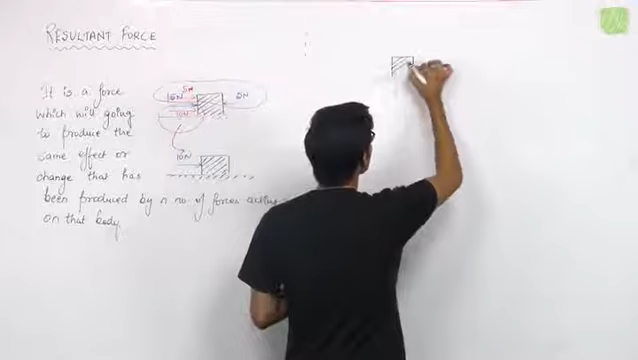 RESULTANT FORCE
It is a force
which will going
to produce the
same effect or
change that has
been produced by n no of forces
on that body
5N
10N
5N
10N
10N